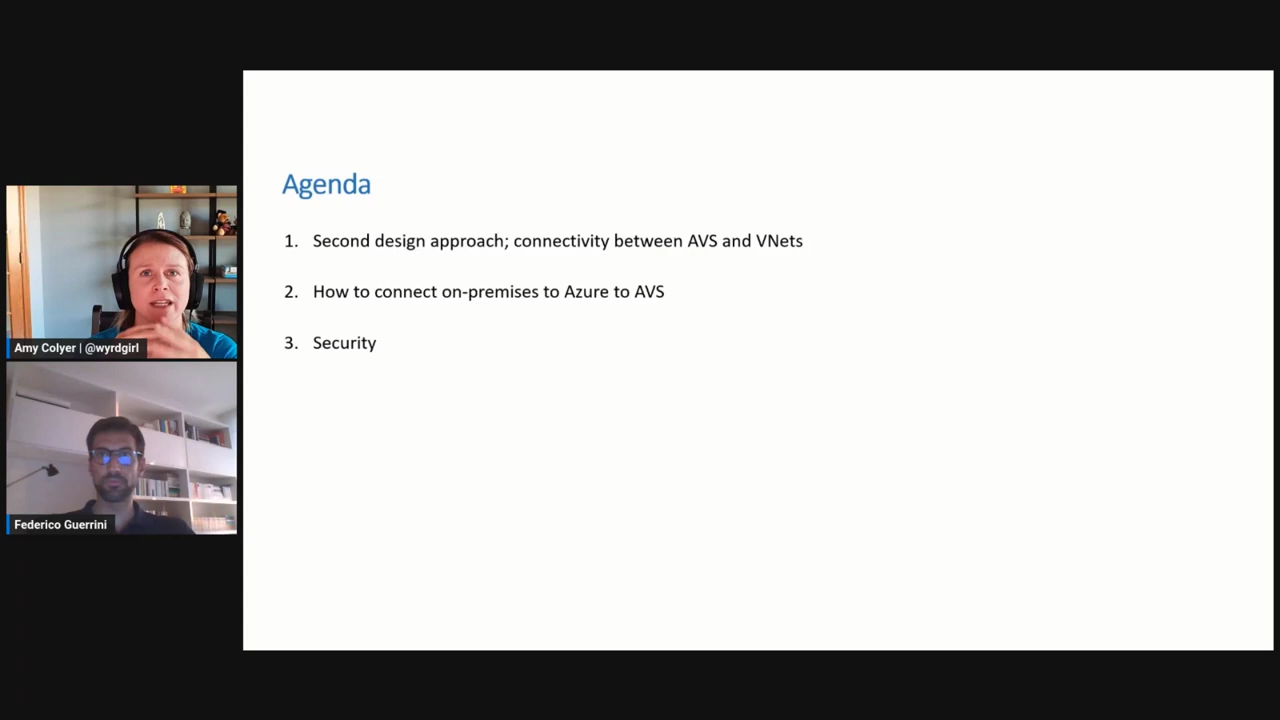 Agenda
1. Second design approach; connectivity between AVS and VNets
2. How to connect on-premises to Azure to AVS
3. Security
Amy Colyer | @wyrdgirl
Federico Guerrini